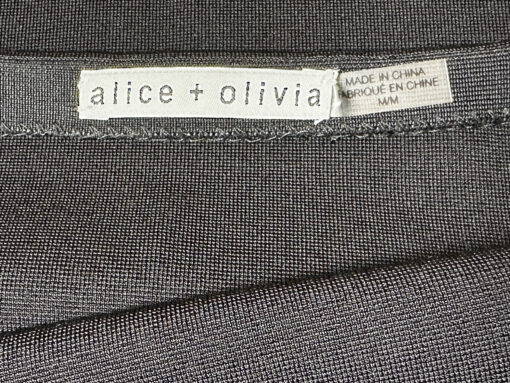 alice + olivia
MADE IN CHINA
FABRIQUÉ EN CHINE
M/M